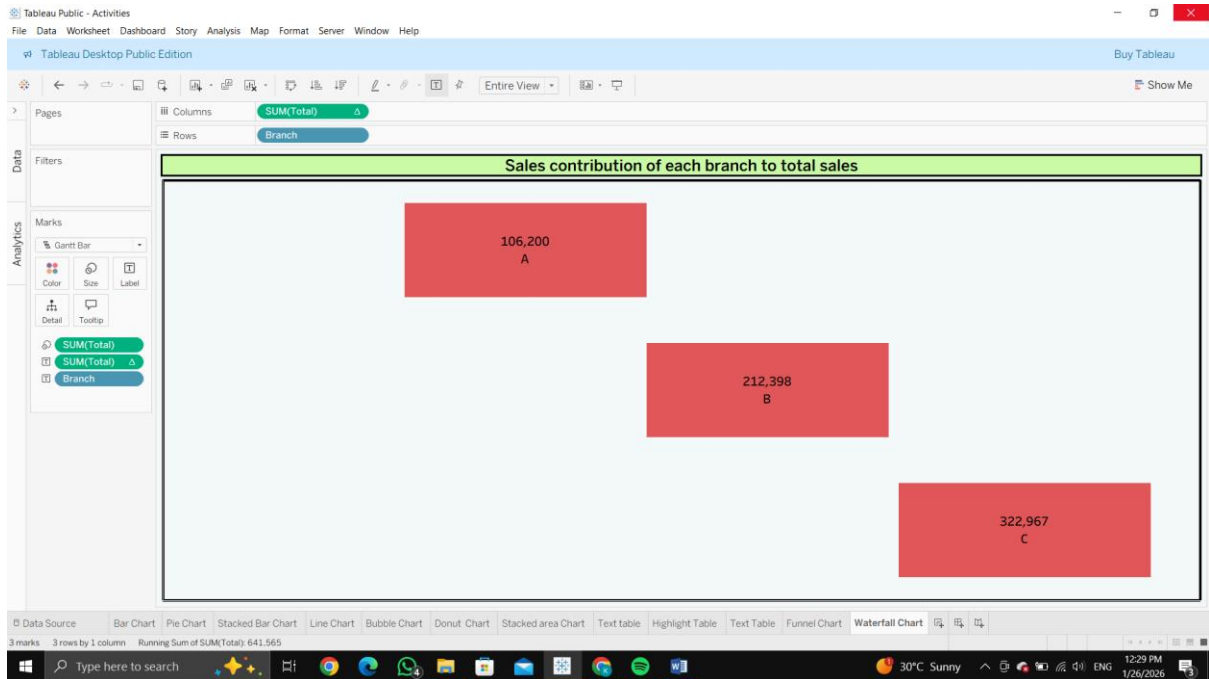 Tableau Public - Activities
File Data Worksheet Dashboard Story Analysis Map Format Server Window Help
Tableau Desktop Public Edition
Buy Tableau
Entire View
Show Me
Pages
Columns
SUM(Total)
Rows
Branch
Data
Analytics
Filters
Marks
Gantt Bar
Color
Size
Label
Detail
Tooltip
SUM(Total)
SUM(Total)
Branch
Sales contribution of each branch to total sales
106,200
A
212,398
B
322,967
C
Data Source Bar Chart Pie Chart Stacked Bar Chart Line Chart Bubble Chart Donut Chart Stacked area Chart Text table Highlight Table Text Table Funnel Chart Waterfall Chart
3 marks 3 rows by 1 column Running Sum of SUM(Total): 641,565
Type here to search
30°C Sunny
ENG
12:29 PM
1/26/2026